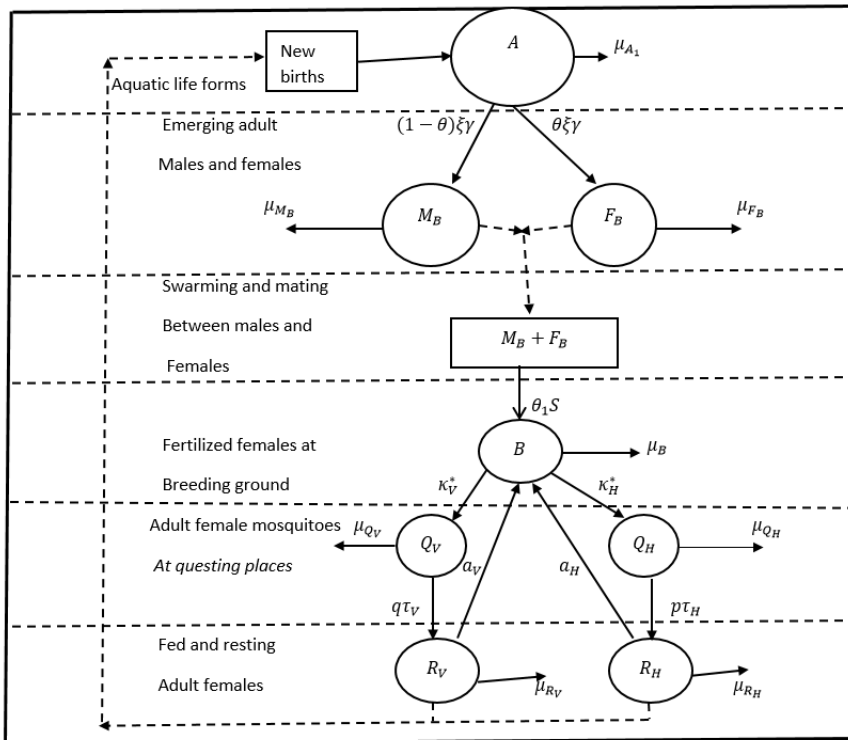 New
births
A
μ_{A_1}
Aquatic life forms
Emerging adult
(1 − θ)ξγ
θξγ
Males and females
μ_{M_B}
M_B
F_B
μ_{F_B}
Swarming and mating
Between males and
M_B + F_B
Females
θ_1S
Fertilized females at
B
μ_B
Breeding ground
κ_V^*
κ_H^*
Adult female mosquitoes
μ_{Q_V}
Q_V
Q_H
μ_{Q_H}
At questing places
a_V
a_H
qτ_V
pτ_H
Fed and resting
R_V
R_H
Adult females
μ_{R_V}
μ_{R_H}